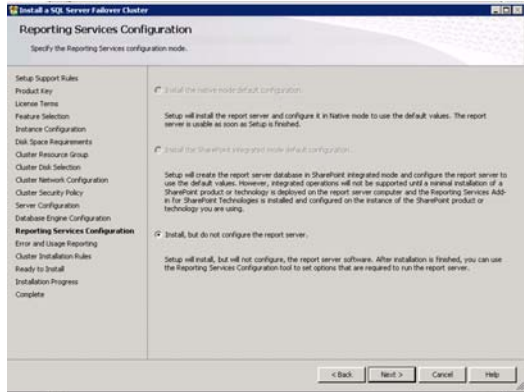 Install a SQL Server Failover Cluster
Reporting Services Configuration
Specify the Reporting Services configuration mode.
Setup Support Rules
Product Key
License Terms
Feature Selection
Instance Configuration
Disk Space Requirements
Cluster Resource Group
Cluster Disk Selection
Cluster Network Configuration
Cluster Security Policy
Server Configuration
Database Engine Configuration
Reporting Services Configuration
Error and Usage Reporting
Cluster Installation Rules
Ready to Install
Installation Progress
Complete
Install the native mode default configuration.
Setup will install the report server and configure it in Native mode to use the default values. The report
server is usable as soon as Setup is finished.
Install the SharePoint integrated mode default configuration.
Setup will create the report server database in SharePoint integrated mode and configure the report server to
use the default values. However, integrated operations will not be supported until a minimal installation of a
SharePoint product or technology is deployed on the report server computer and the Reporting Services Add-
in for SharePoint Technologies is installed and configured on the instance of the SharePoint product or
technology you are using.
Install, but do not configure the report server.
Setup will install, but will not configure, the report server software. After installation is finished, you can use
the Reporting Services Configuration tool to set options that are required to run the report server.
< Back
Next >
Cancel
Help